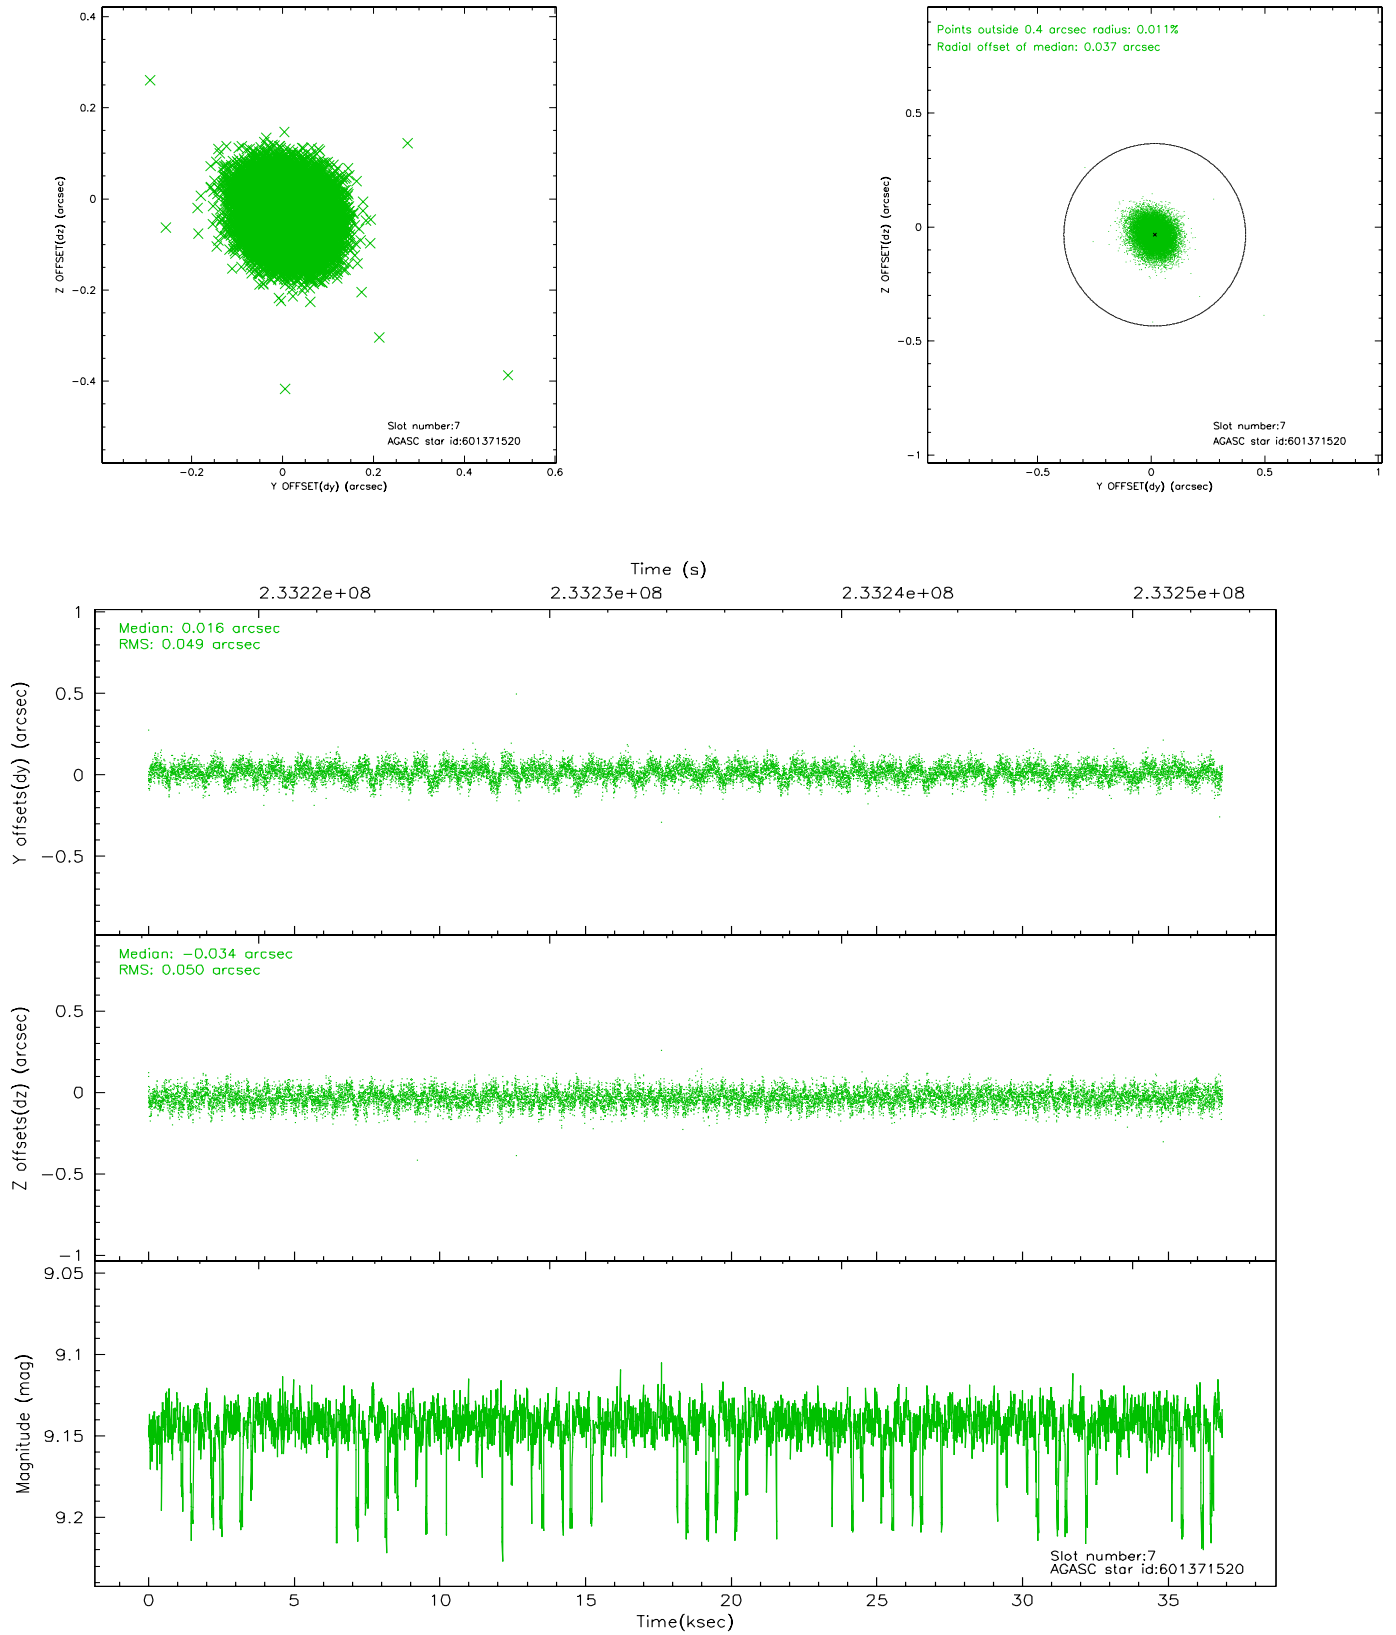 0.4
0.2
0
−0.2
−0.4
Z OFFSET(dz) (arcsec)
Slot number:7
AGASC star id:601371520
−0.2 0 0.2 0.4 0.6
Y OFFSET(dy) (arcsec)
Points outside 0.4 arcsec radius: 0.011%
Radial offset of median: 0.037 arcsec
0.5
0
−0.5
−1
Z OFFSET(dz) (arcsec)
Slot number:7
AGASC star id:601371520
−0.5 0 0.5 1
Y OFFSET(dy) (arcsec)
Time (s)
2.3322e+08 2.3323e+08 2.3324e+08 2.3325e+08
Median: 0.016 arcsec
RMS: 0.049 arcsec
1
0.5
0
−0.5
Y offsets(dy) (arcsec)
Median: −0.034 arcsec
RMS: 0.050 arcsec
0.5
0
−0.5
−1
Z offsets(dz) (arcsec)
9.05
9.1
9.15
9.2
Magnitude (mag)
Slot number:7
AGASC star id:601371520
0 5 10 15 20 25 30 35
Time(ksec)